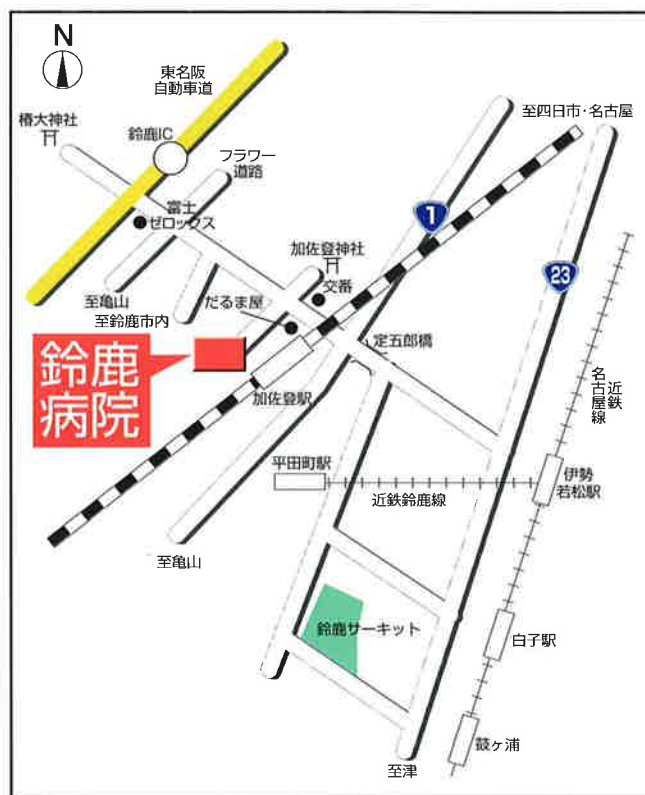 N
東名阪
自動車道
至四日市・名古屋
椿大神社
鈴鹿IC
フラワー
道路
富士
ゼロックス
1
加佐登神社
交番
23
至亀山
至鈴鹿市内
だるま屋
定五郎橋
鈴鹿
病院
加佐登駅
近鉄
名古屋線
平田町駅
近鉄鈴鹿線
伊勢
若松駅
至亀山
鈴鹿サーキット
白子駅
鼓ヶ浦
至津